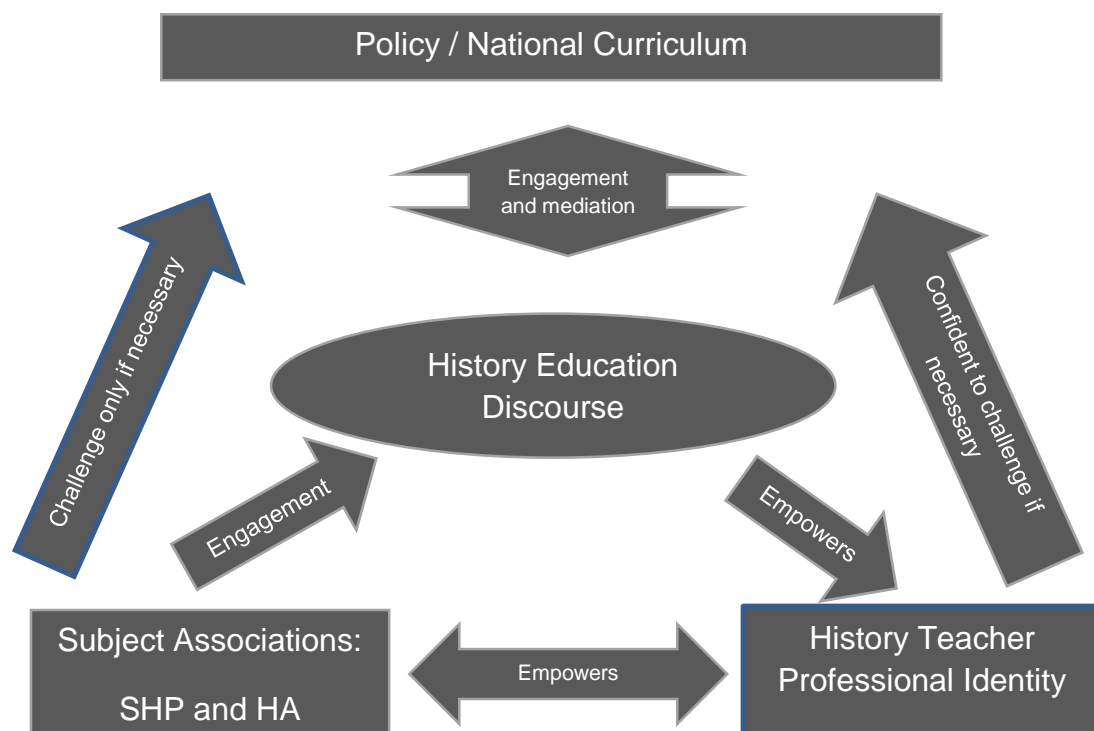 Policy / National Curriculum
Engagement
and mediation
Challenge only if necessary
History Education
Discourse
Confident to challenge if
necessary
Engagement
Empowers
Subject Associations:
SHP and HA
Empowers
History Teacher
Professional Identity